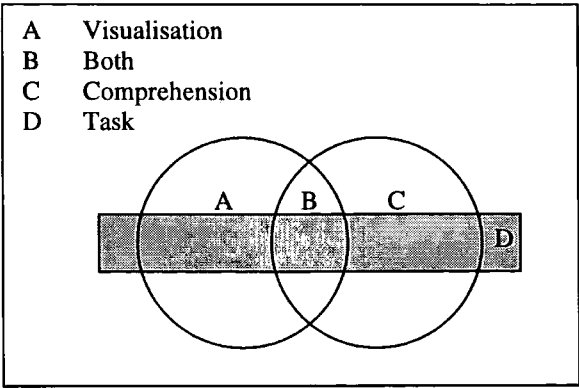 A Visualisation
B Both
C Comprehension
D Task
A B C
D